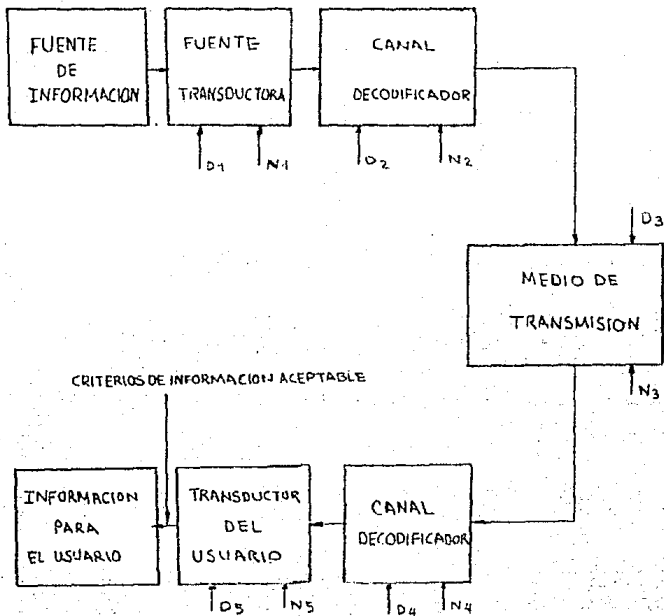 FUENTE
DE
INFORMACION
FUENTE
TRANSDUCTORA
CANAL
DECODIFICADOR
D1
N1
D2
N2
D3
MEDIO DE
TRANSMISION
N3
CRITERIOS DE INFORMACION ACEPTABLE
INFORMACION
PARA
EL USUARIO
TRANSDUCTOR
DEL
USUARIO
CANAL
DECODIFICADOR
D5
N5
D4
N4